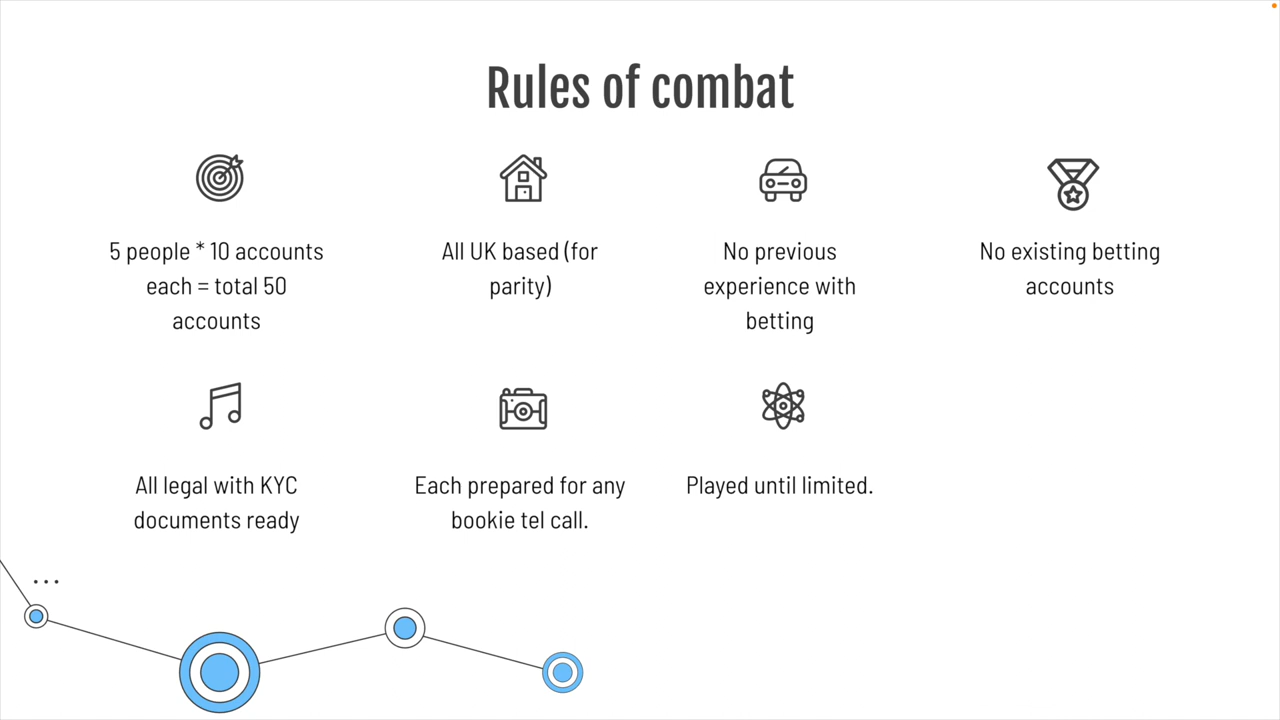 Rules of combat
5 people * 10 accounts
each = total 50
accounts
All UK based (for
parity)
No previous
experience with
betting
No existing betting
accounts
All legal with KYC
documents ready
Each prepared for any
bookie tel call.
Played until limited.
...